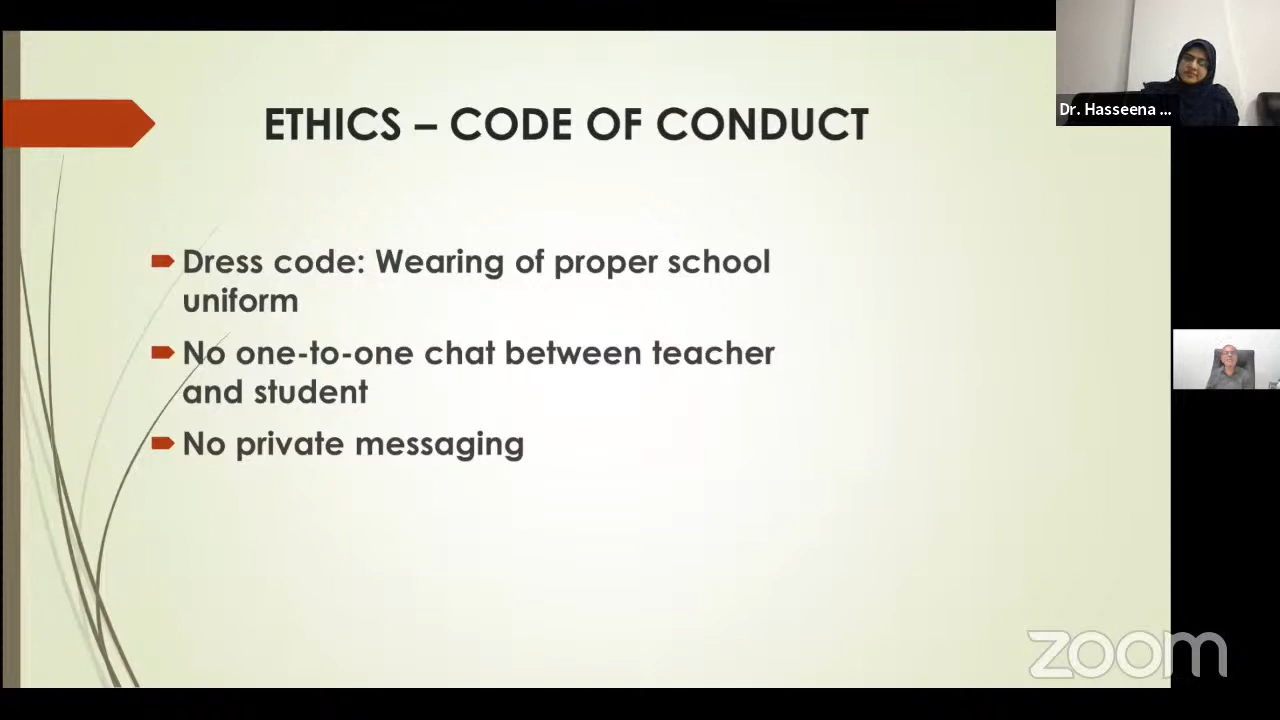 ETHICS – CODE OF CONDUCT
Dr. Hasseena ...
Dress code: Wearing of proper school
uniform
No one-to-one chat between teacher
and student
No private messaging
zoom